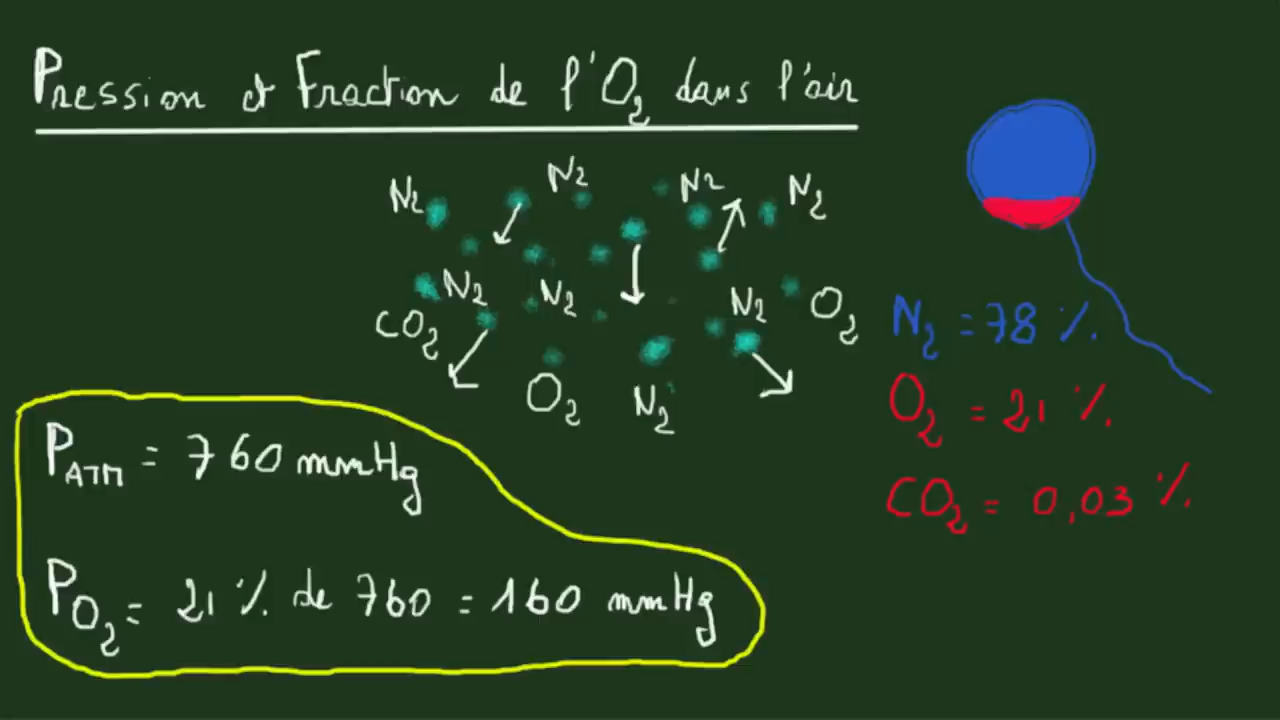 Pression et Fraction de l'O2 dans l'air
N2 N2 N2 N2
N2 N2 N2 O2
CO2
O2 N2
N2 = 78 %
O2 = 21 %
CO2 = 0,03 %
PATM = 760 mmHg
PO2 = 21 % de 760 = 160 mmHg